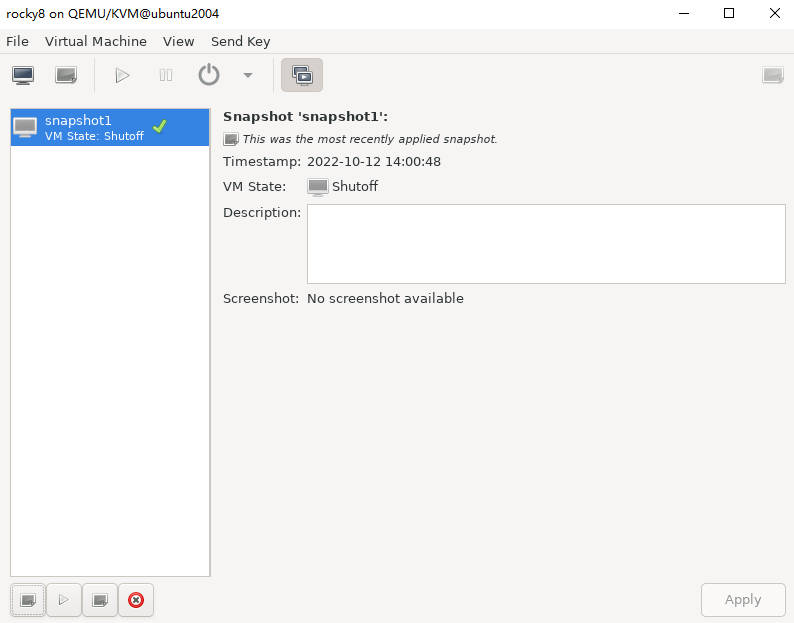 rocky8 on QEMU/KVM@ubuntu2004
File Virtual Machine View Send Key
snapshot1
VM State: Shutoff
Snapshot 'snapshot1':
This was the most recently applied snapshot.
Timestamp: 2022-10-12 14:00:48
VM State: Shutoff
Description:
Screenshot: No screenshot available
Apply